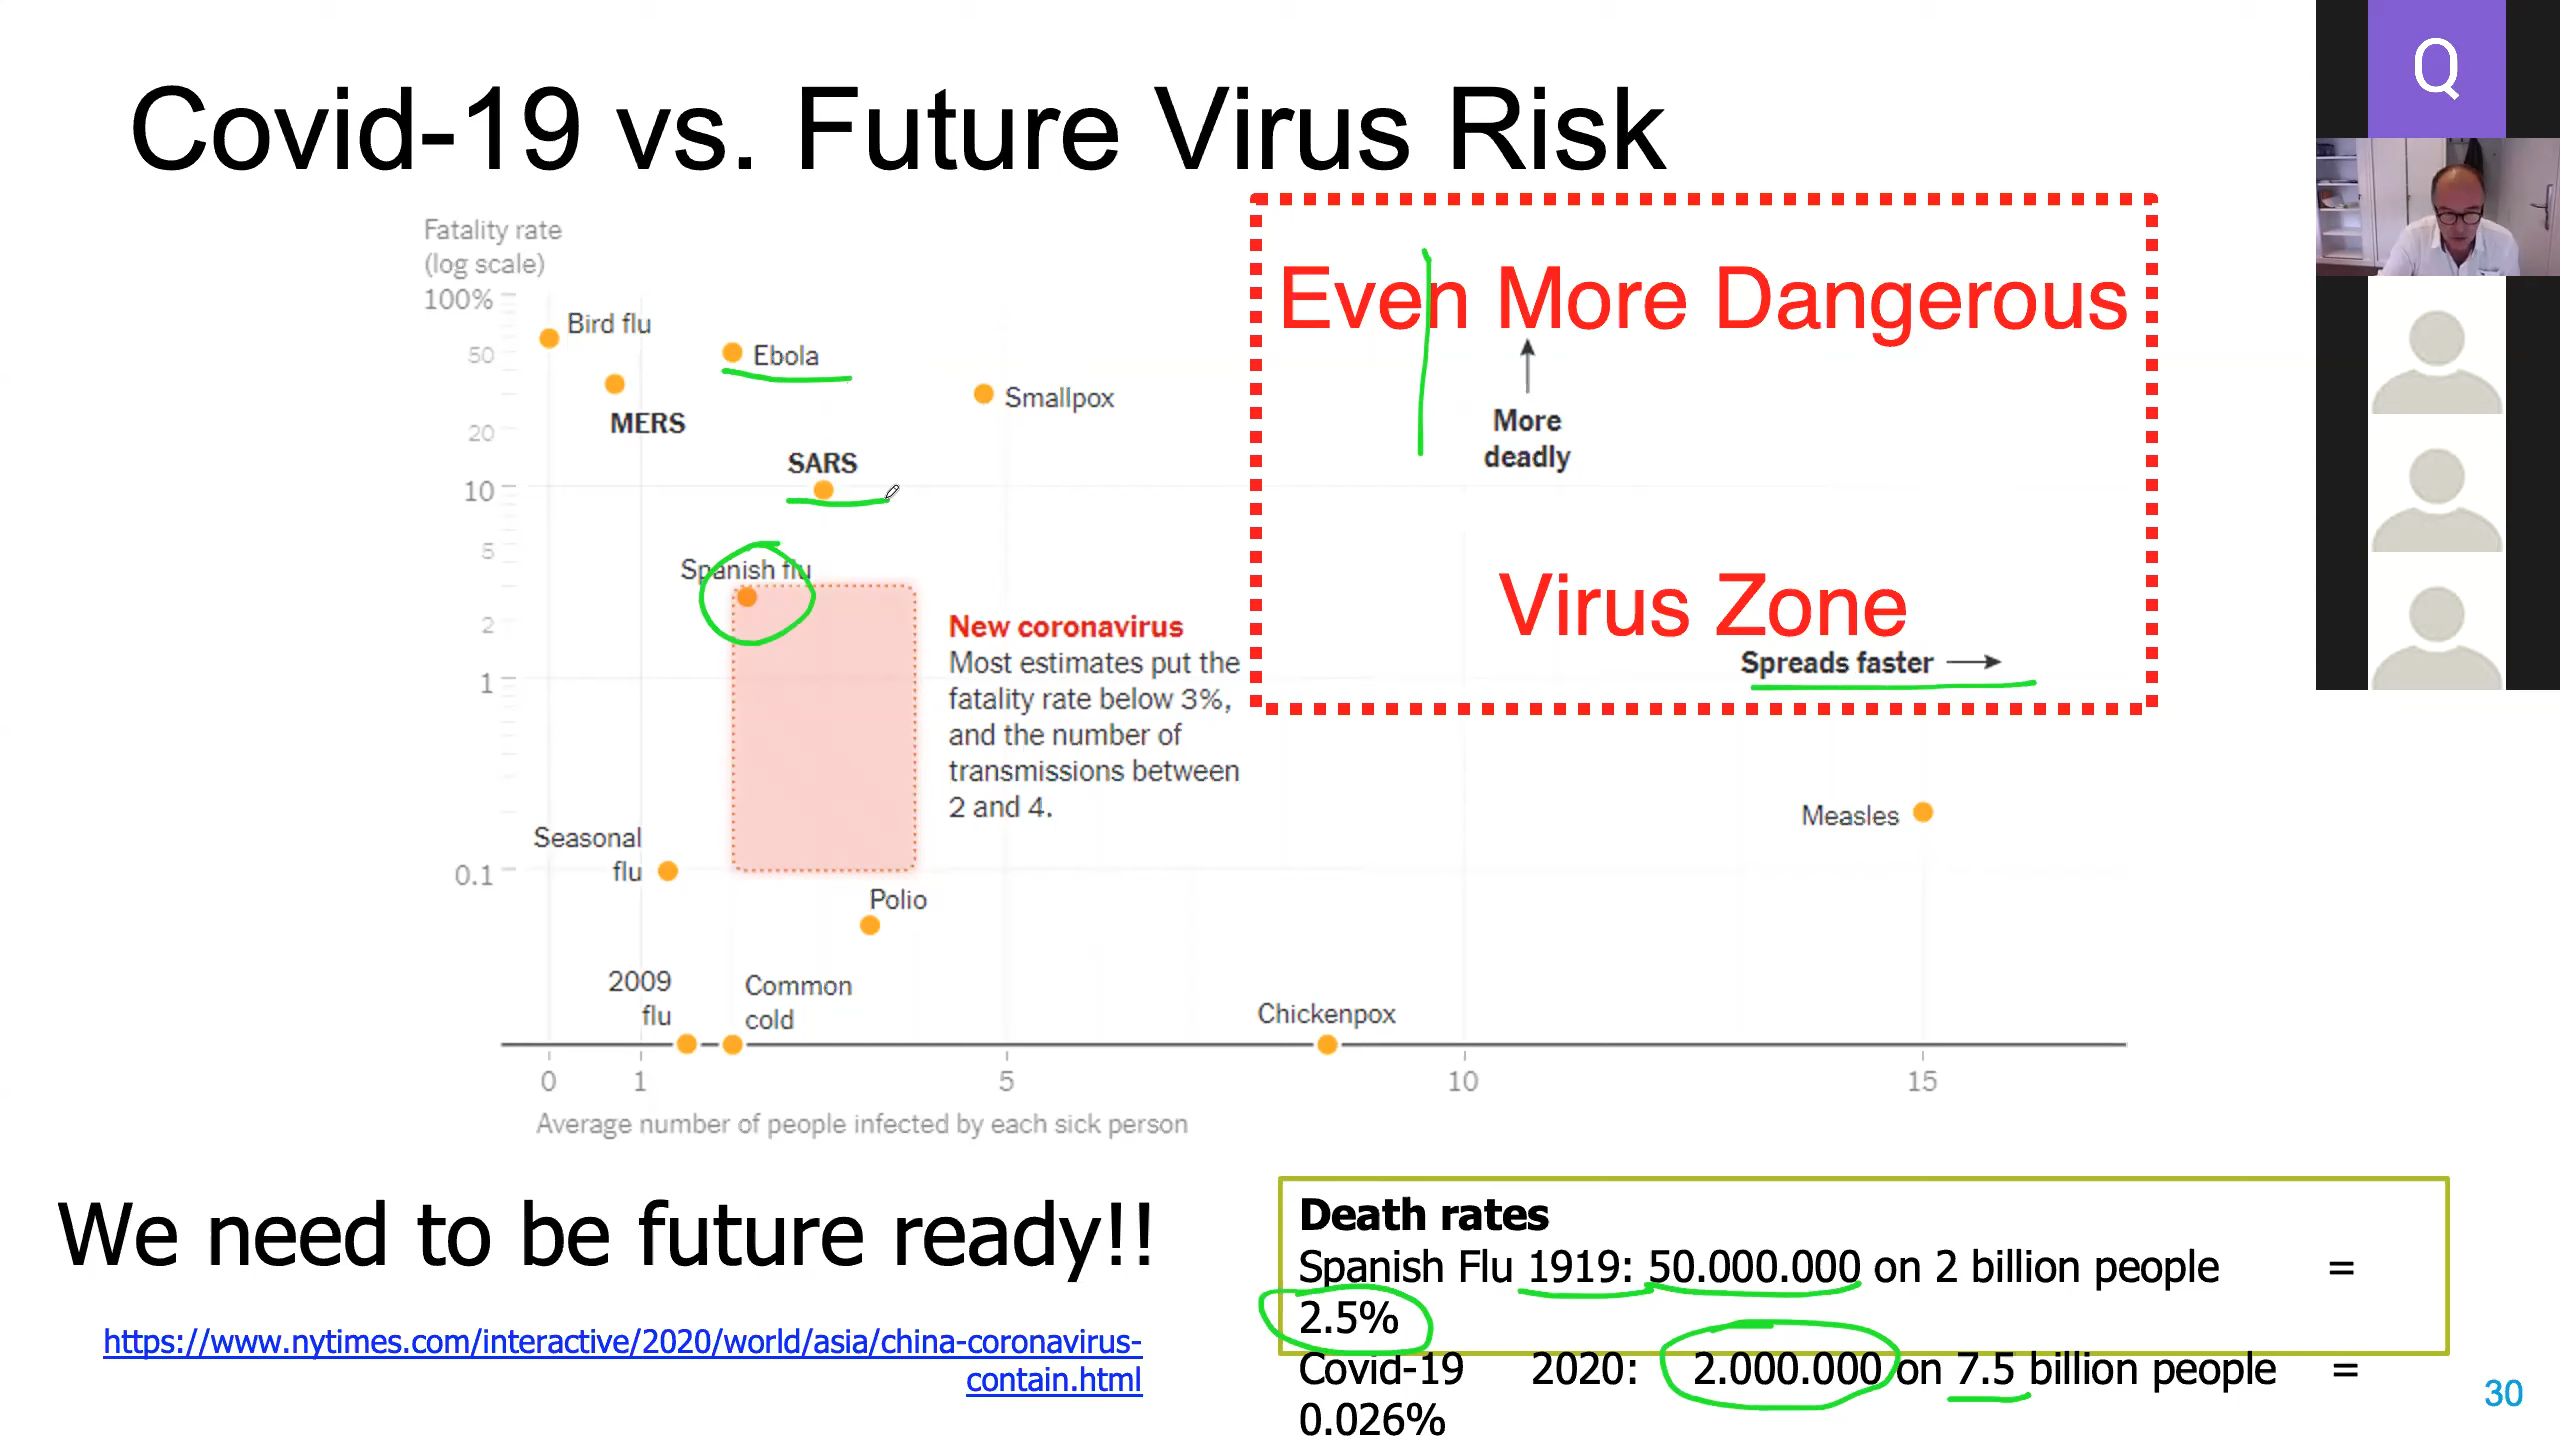 Covid-19 vs. Future Virus Risk
Q
Fatality rate
(log scale)
100%
50
20
10
5
2
1
0.1
Bird flu
Ebola
MERS
Smallpox
SARS
Spanish flu
New coronavirus
Most estimates put the
fatality rate below 3%,
and the number of
transmissions between
2 and 4.
Even More Dangerous
More
deadly
Virus Zone
Spreads faster
Measles
Seasonal
flu
Polio
2009
flu
Common
cold
Chickenpox
0 1 5 10 15
Average number of people infected by each sick person
We need to be future ready!!
https://www.nytimes.com/interactive/2020/world/asia/china-coronavirus-
contain.html
Death rates
Spanish Flu 1919: 50.000.000 on 2 billion people =
2.5%
Covid-19 2020: 2.000.000 on 7.5 billion people =
0.026%
30